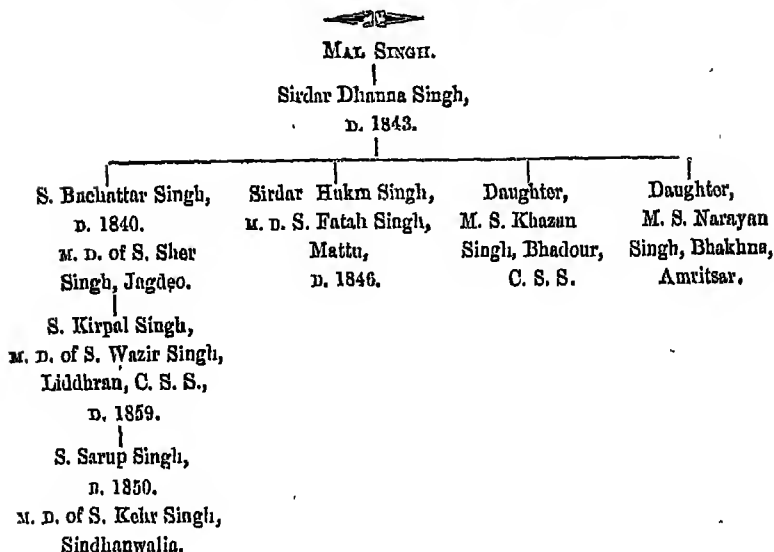 MAL SINGH.
Sirdar Dhanna Singh,
D. 1843.
S. Bachattar Singh,
D. 1840.
M. D. of S. Sher
Singh, Jagdeo.
Sirdar Hukm Singh,
M. D. S. Fatah Singh,
Mattu,
D. 1846.
Daughter,
M. S. Khazan
Singh, Bhadour,
C. S. S.
Daughter,
M. S. Narayan
Singh, Bhakhna,
Amritsar.
S. Kirpal Singh,
M. D. of S. Wazir Singh,
Liddhran, C. S. S.,
D. 1859.
S. Sarup Singh,
B. 1850.
M. D. of S. Kehr Singh,
Sindhanwalia.